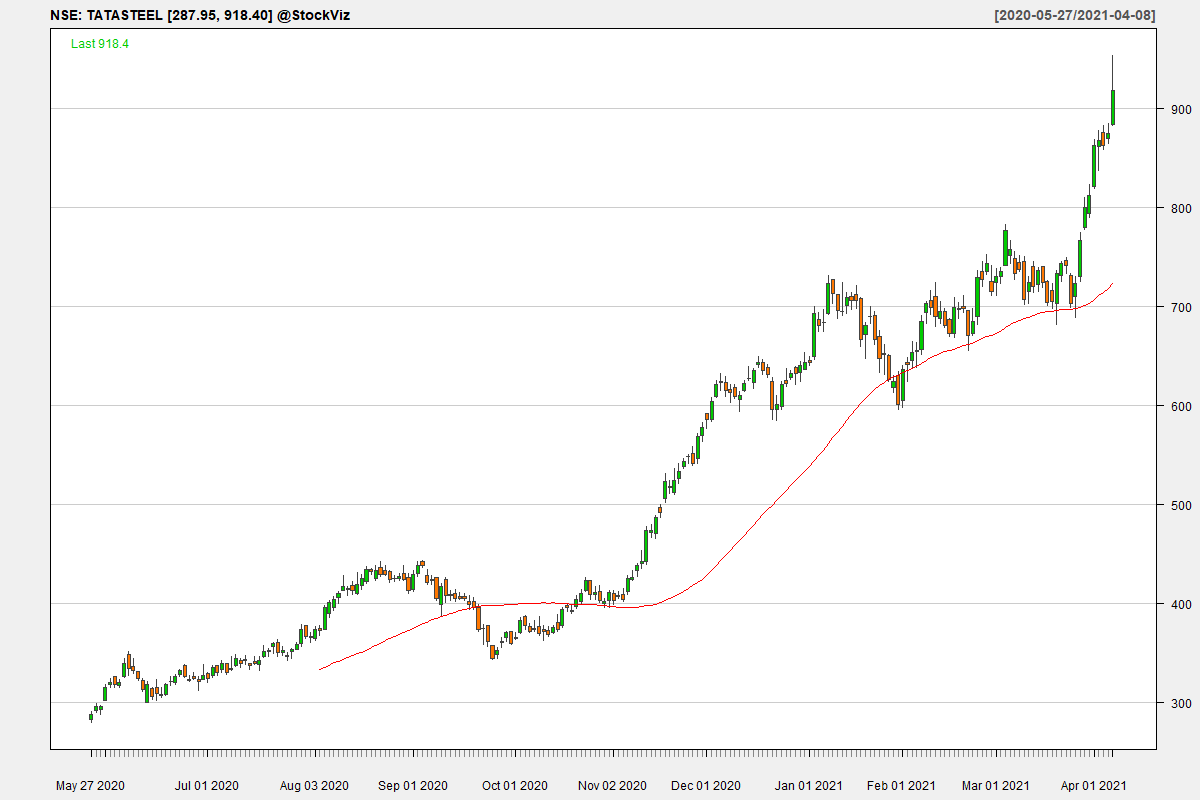 NSE: TATASTEEL [287.95, 918.40] @StockViz
[2020-05-27/2021-04-08]
Last 918.4
900
800
700
600
500
400
300
May 27 2020
Jul 01 2020
Aug 03 2020
Sep 01 2020
Oct 01 2020
Nov 02 2020
Dec 01 2020
Jan 01 2021
Feb 01 2021
Mar 01 2021
Apr 01 2021